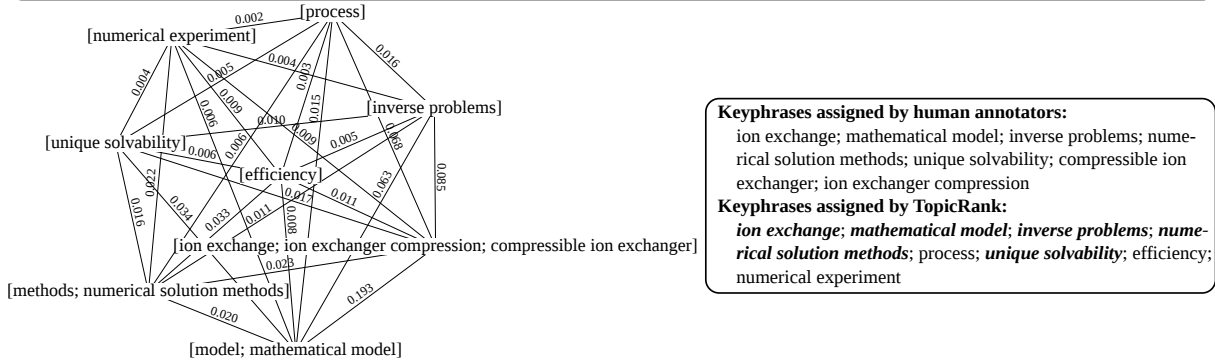 [process]
0.002
[numerical experiment]
0.004
0.005
0.004
0.003
0.016
0.009
0.015
[inverse problems]
0.010
0.006
0.006
0.009
0.005
0.068
[unique solvability]
0.006
[efficiency]
0.022
0.063
0.085
0.017
0.011
0.016
0.034
0.033
0.011
0.008
[ion exchange; ion exchanger compression; compressible ion exchanger]
0.023
[methods; numerical solution methods]
0.020
0.193
[model; mathematical model]
Keyphrases assigned by human annotators:
ion exchange; mathematical model; inverse problems; nume-
rical solution methods; unique solvability; compressible ion
exchanger; ion exchanger compression
Keyphrases assigned by TopicRank:
ion exchange; mathematical model; inverse problems; nume-
rical solution methods; process; unique solvability; efficiency;
numerical experiment